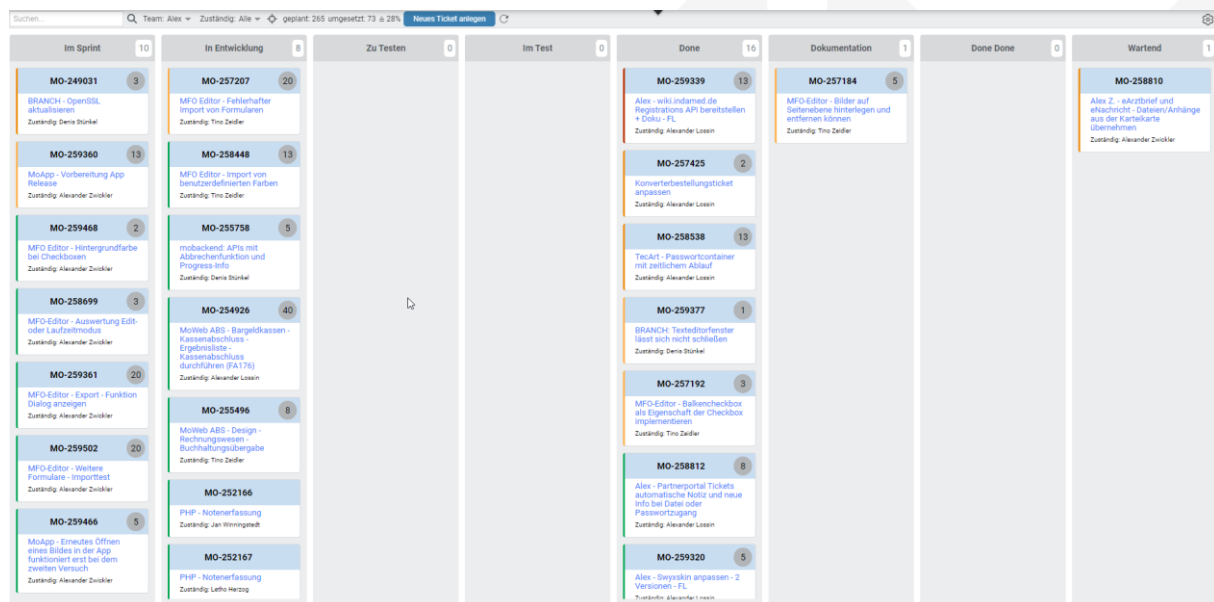 Suchen...
Team: Alex
Zuständig: Alle
geplant: 265 umgesetzt: 73 ≙ 28%
Neues Ticket anlegen
Im Sprint 10
MO-249031 3
BRANCH - OpenSSL
aktualisieren
Zuständig: Denis Stünkel
MO-259360 13
MoApp - Vorbereitung App
Release
Zuständig: Alexander Zwickler
MO-259468 2
MFO Editor - Hintergrundfarbe
bei Checkboxen
Zuständig: Alexander Zwickler
MO-258699 3
MFO-Editor - Auswertung Edit-
oder Laufzeitmodus
Zuständig: Alexander Zwickler
MO-259361 20
MFO-Editor - Export - Funktion
Dialog anzeigen
Zuständig: Alexander Zwickler
MO-259502 20
MFO-Editor - Weitere
Formulare - Importtest
Zuständig: Alexander Zwickler
MO-259466 5
MoApp - Erneutes Öffnen
eines Bildes in der App
funktioniert erst bei dem
zweiten Versuch
Zuständig: Alexander Zwickler
In Entwicklung 8
MO-257207 20
MFO Editor - Fehlerhafter
Import von Formularen
Zuständig: Tino Zeidler
MO-258448 13
MFO Editor - Import von
benutzerdefinierten Farben
Zuständig: Tino Zeidler
MO-255758 5
mobackend: APIs mit
Abbrechenfunktion und
Progress-Info
Zuständig: Denis Stünkel
MO-254926 40
MoWeb ABS - Bargeldkassen -
Kassenabschluss -
Ergebnisliste -
Kassenabschluss
durchführen (FA176)
Zuständig: Alexander Lossin
MO-255496 8
MoWeb ABS - Design -
Rechnungswesen -
Buchhaltungsübergabe
Zuständig: Tino Zeidler
MO-252166
PHP - Notenerfassung
Zuständig: Jan Winningstedt
MO-252167
PHP - Notenerfassung
Zuständig: Letho Herzog
Zu Testen 0
Im Test 0
Done 16
MO-259339 13
Alex - wiki.indamed.de
Registrations API bereitstellen
+ Doku - FL
Zuständig: Alexander Lossin
MO-257425 2
Konverterbestellungsticket
anpassen
Zuständig: Alexander Lossin
MO-258538 13
TecArt - Passwortcontainer
mit zeitlichem Ablauf
Zuständig: Alexander Lossin
MO-259377 1
BRANCH: Texteditorfenster
lässt sich nicht schließen
Zuständig: Denis Stünkel
MO-257192 3
MFO-Editor - Balkencheckbox
als Eigenschaft der Checkbox
implementieren
Zuständig: Tino Zeidler
MO-258812 8
Alex - Partnerportal Tickets
automatische Notiz und neue
Info bei Datei oder
Passwortzugang
Zuständig: Alexander Lossin
MO-259320 5
Alex - Swyxskin anpassen - 2
Versionen - FL
Zuständig: Alexander Lossin
Dokumentation 1
MO-257184 5
MFO-Editor - Bilder auf
Seitenebene hinterlegen und
entfernen können
Zuständig: Tino Zeidler
Done Done 0
Wartend 1
MO-258810
Alex Z. - eArztbrief und
eNachricht - Dateien/Anhänge
aus der Karteikarte
übernehmen
Zuständig: Alexander Zwickler